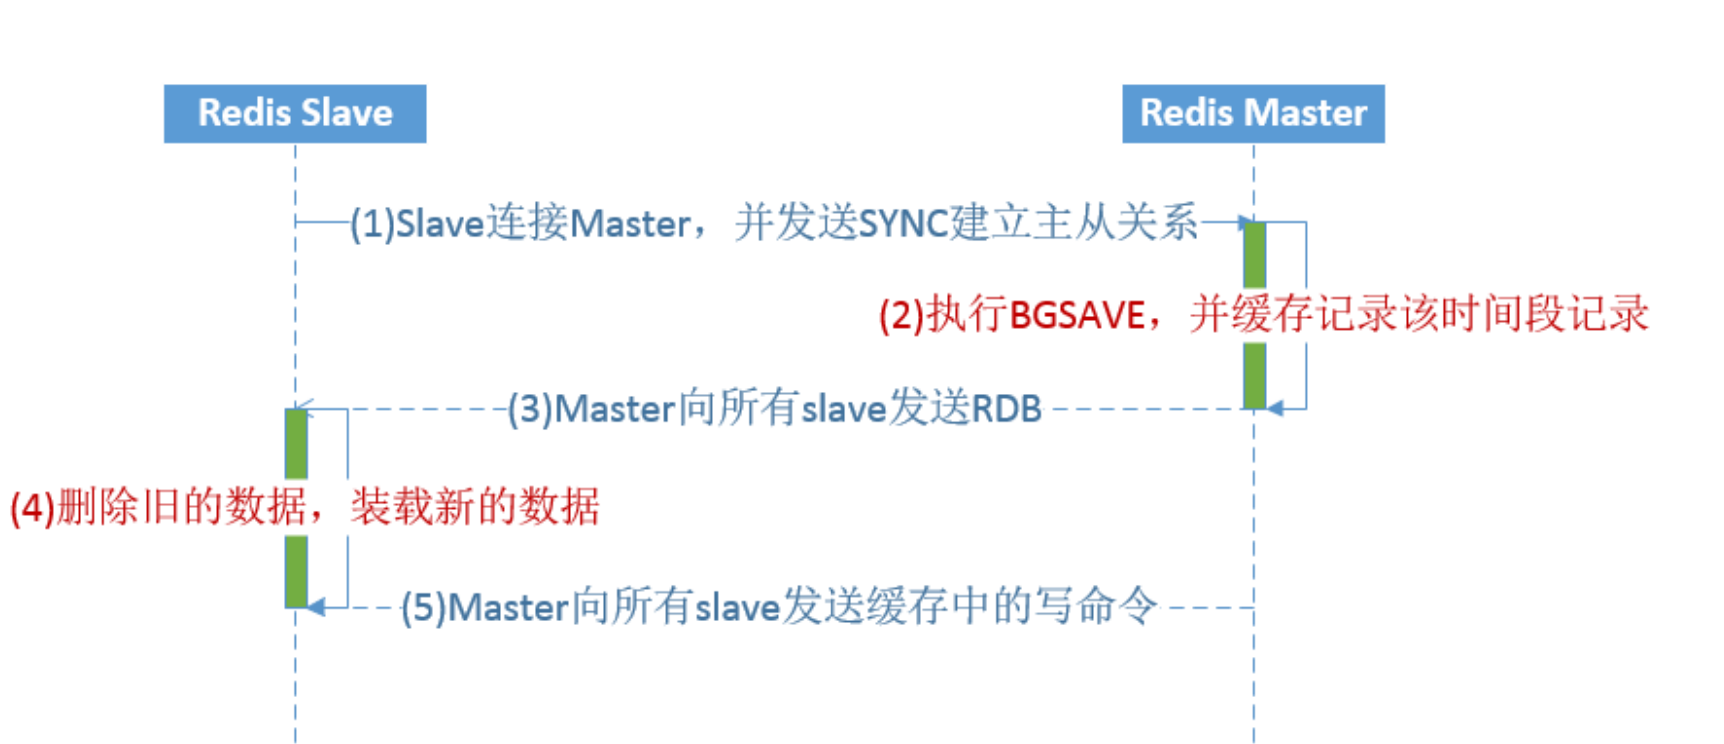 Redis Slave
Redis Master
(1)Slave连接Master，并发送SYNC建立主从关系
(2)执行BGSAVE，并缓存记录该时间段记录
(3)Master向所有slave发送RDB
(4)删除旧的数据，装载新的数据
(5)Master向所有slave发送缓存中的写命令